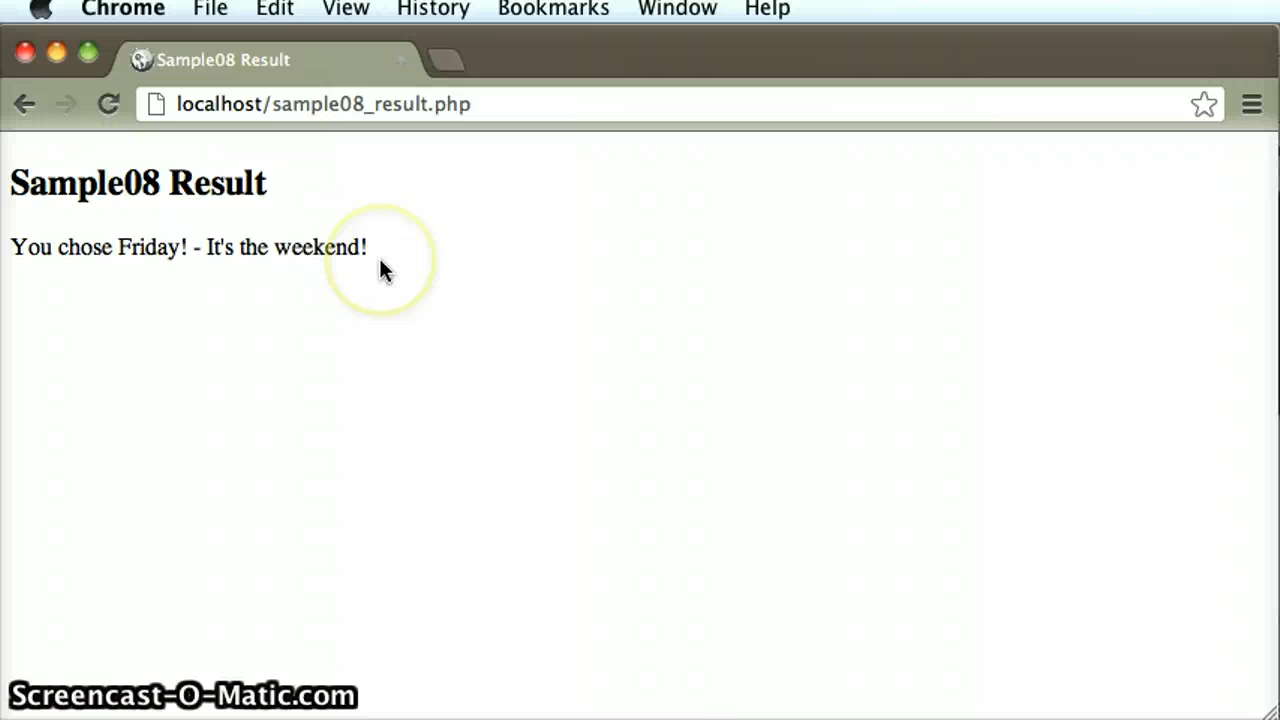 Chrome File Edit View History Bookmarks Window Help
Sample08 Result
localhost/sample08_result.php
Sample08 Result
You chose Friday! - It's the weekend!
Screencast-O-Matic.com